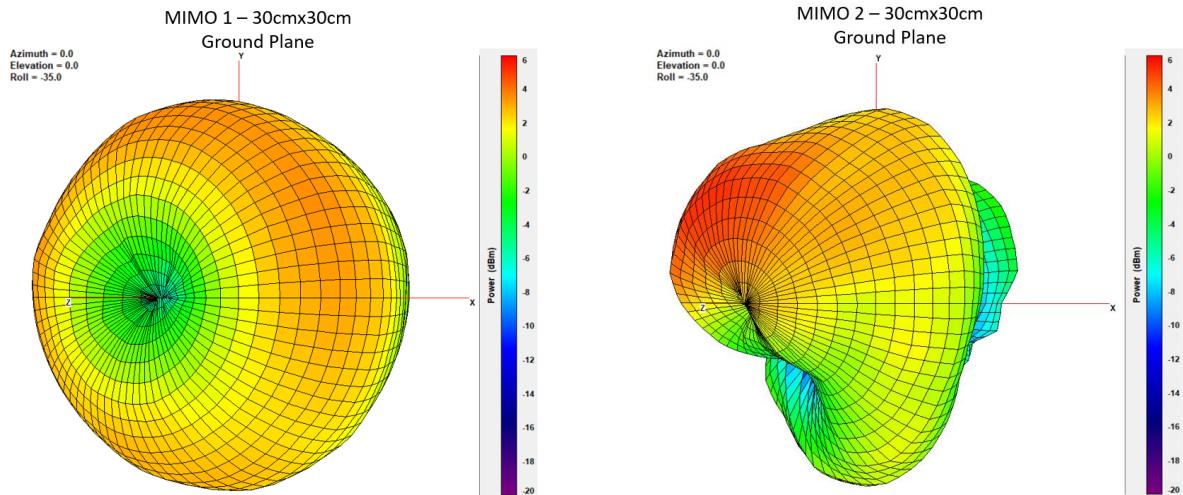 MIMO 1 – 30cmx30cm
Ground Plane
Azimuth = 0.0
Elevation = 0.0
Roll = -35.0
Y
X
Z
Power (dBm)
6
4
2
0
-2
-4
-6
-8
-10
-12
-14
-16
-18
-20
MIMO 2 – 30cmx30cm
Ground Plane
Azimuth = 0.0
Elevation = 0.0
Roll = -35.0
Y
X
Z
Power (dBm)
6
4
2
0
-2
-4
-6
-8
-10
-12
-14
-16
-18
-20